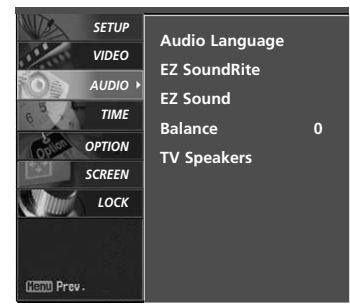 SETUP
VIDEO
AUDIO
TIME
OPTION
SCREEN
LOCK
Menu Prev.
Audio Language
EZ SoundRite
EZ Sound
Balance 0
TV Speakers